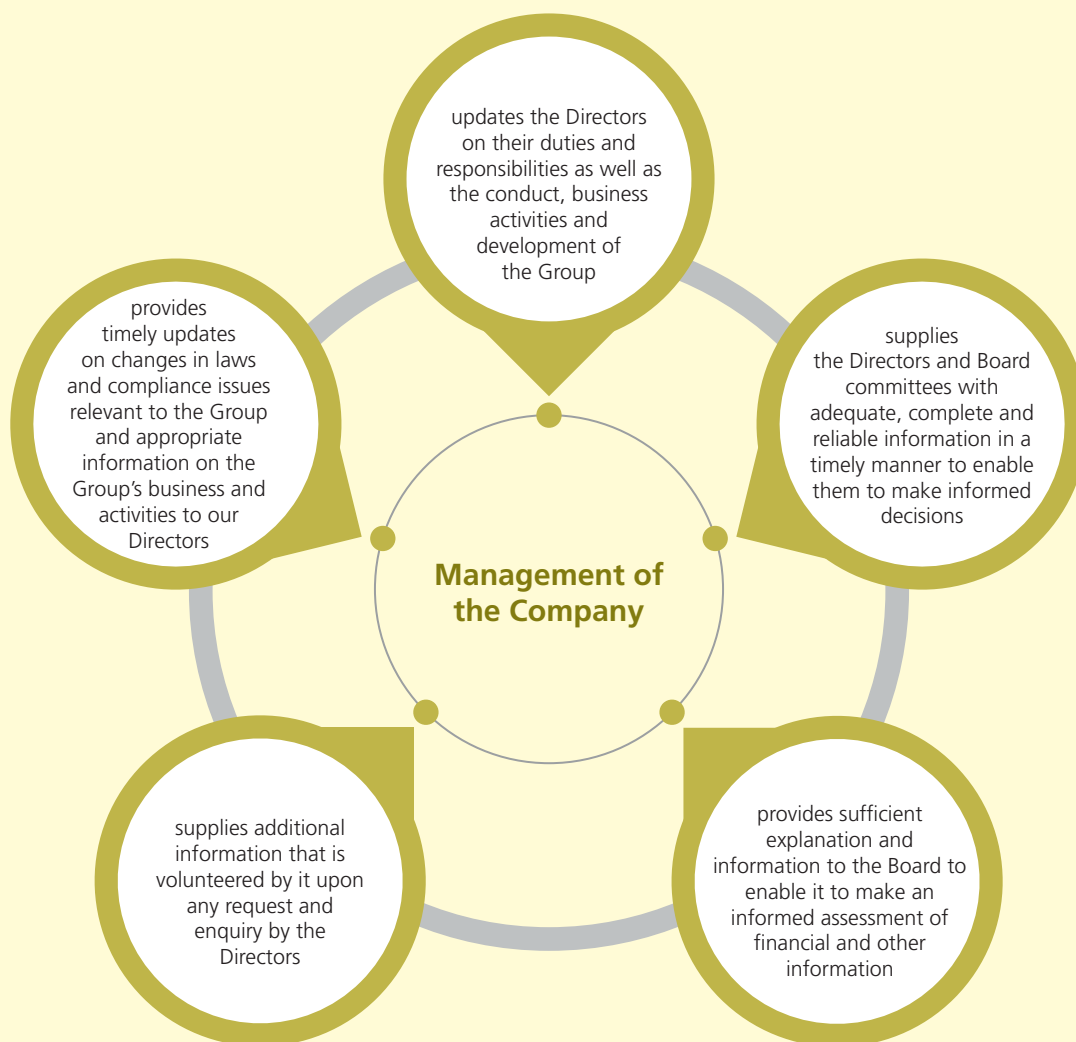 updates the Directors
on their duties and
responsibilities as well as
the conduct, business
activities and
development of
the Group
supplies
the Directors and Board
committees with
adequate, complete and
reliable information in a
timely manner to enable
them to make informed
decisions
provides sufficient
explanation and
information to the Board to
enable it to make an
informed assessment of
financial and other
information
supplies additional
information that is
volunteered by it upon
any request and
enquiry by the
Directors
provides
timely updates
on changes in laws
and compliance issues
relevant to the Group
and appropriate
information on the
Group’s business and
activities to our
Directors
Management of
the Company